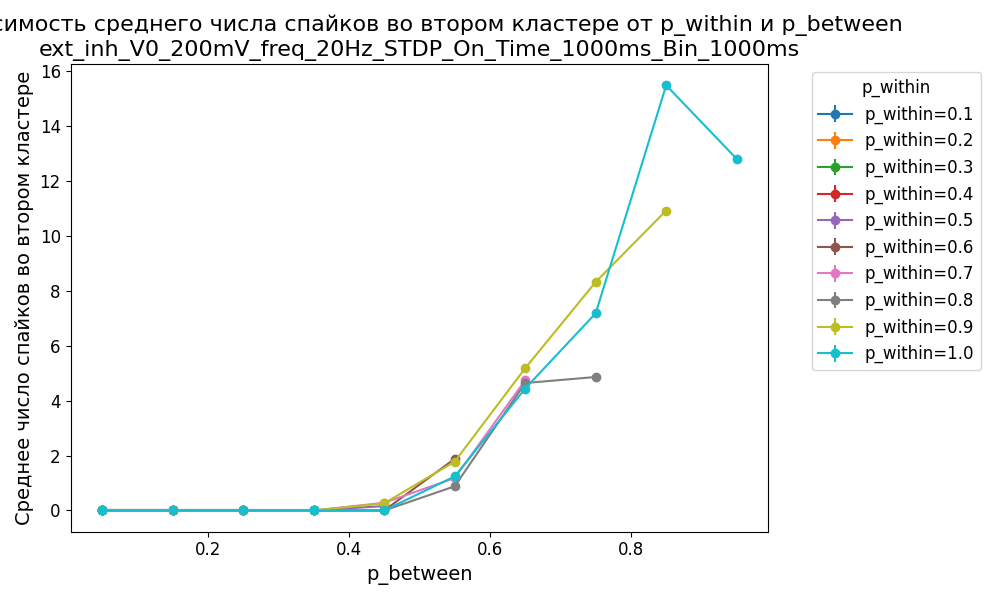 симость среднего числа спайков во втором кластере от p_within и p_between
ext_inh_V0_200mV_freq_20Hz_STDP_On_Time_1000ms_Bin_1000ms
Среднее число спайков во втором кластере
16
14
12
10
8
6
4
2
0
0.2
0.4
0.6
0.8
p_between
p_within
p_within=0.1
p_within=0.2
p_within=0.3
p_within=0.4
p_within=0.5
p_within=0.6
p_within=0.7
p_within=0.8
p_within=0.9
p_within=1.0